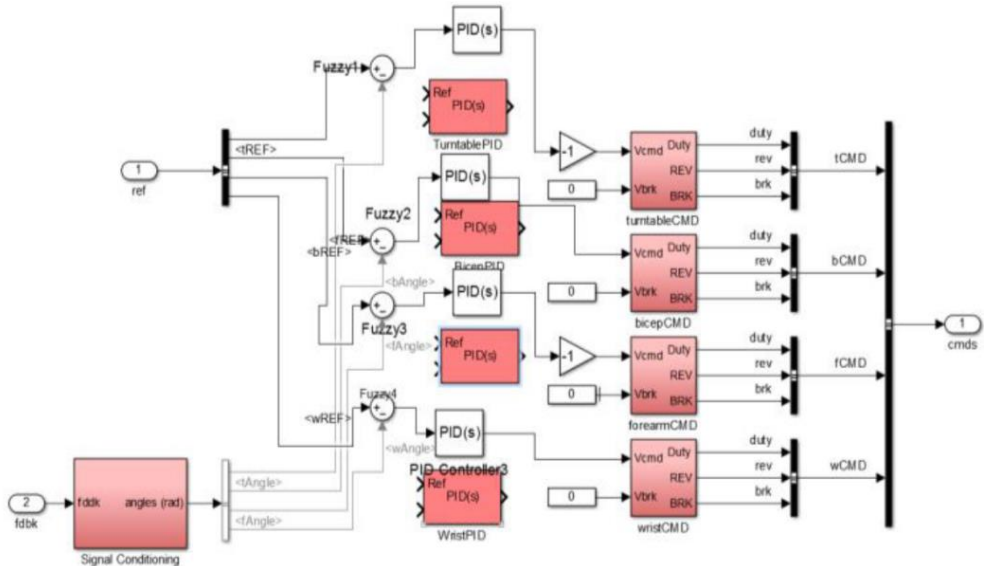 PID(s)
Fuzzy1
Ref
PID(s)
TurntablePID
<tREF>
1
ref
-1
Vcmd
Duty
REV
Vbrk
BRK
0
turntableCMD
duty
rev
brk
tCMD
PID(s)
Fuzzy2
Ref
PID(s)
BicepPID
<fREF>
<bREF>
<bAngle>
Vcmd
Duty
REV
Vbrk
BRK
0
bicepCMD
duty
rev
brk
bCMD
PID(s)
Fuzzy3
<fAngle>
Ref
PID(s)
-1
Vcmd
Duty
REV
Vbrk
BRK
0
forearmCMD
duty
rev
brk
fCMD
1
cmds
Fuzzy4
<wREF>
<wAngle>
PID(s)
PID Controller3
Ref
PID(s)
WristPID
Vcmd
Duty
REV
Vbrk
BRK
0
wristCMD
duty
rev
brk
wCMD
<tAngle>
<fAngle>
2
fdbk
fddk
angles (rad)
Signal Conditioning